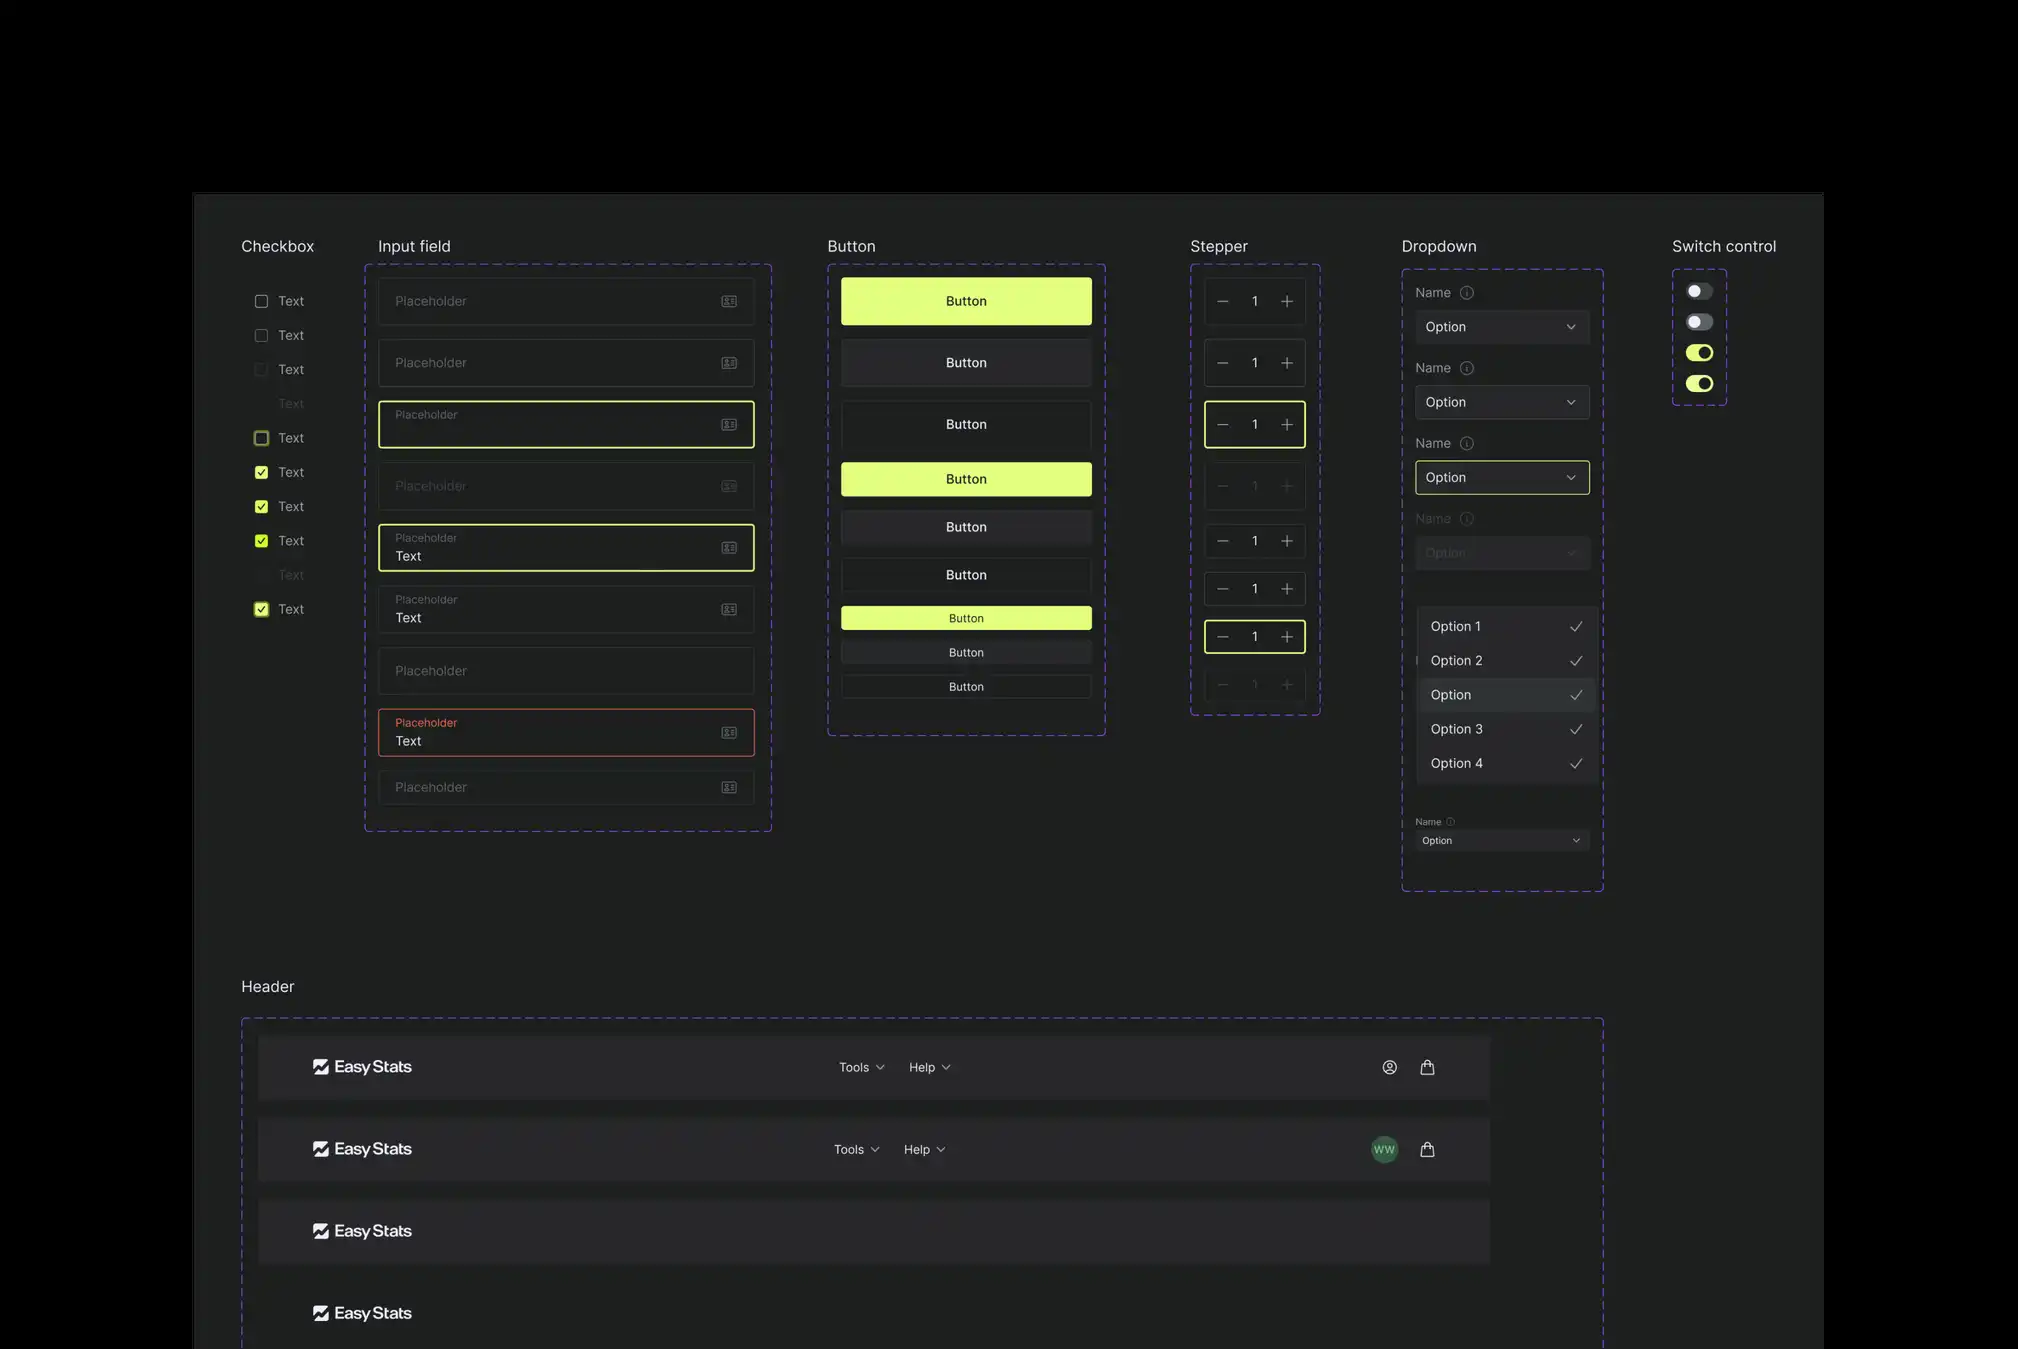 Checkbox
Text
Text
Text
Text
Text
Text
Text
Text
Text
Text
Input field
Placeholder
Placeholder
Placeholder
Placeholder
Placeholder
Text
Placeholder
Text
Placeholder
Placeholder
Text
Placeholder
Button
Button
Button
Button
Button
Button
Button
Button
Button
Button
Stepper
1
1
1
1
1
1
1
1
Dropdown
Name
Option
Name
Option
Name
Option
Name
Option
Option 1
Option 2
Option
Option 3
Option 4
Name
Option
Switch control
Header
Easy Stats Tools Help
Easy Stats Tools Help WW
Easy Stats
Easy Stats